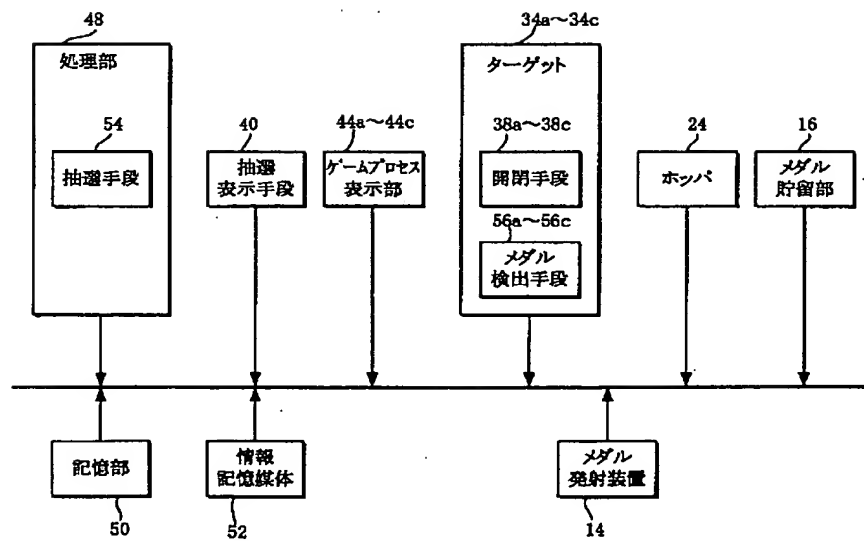 48
処理部
54
抽選手段
40
抽選
表示手段
44a～44c
ゲームプロセス
表示部
34a～34c
ターゲット
38a～38c
開閉手段
56a～56c
メダル
検出手段
24
ホッパ
16
メダル
貯留部
記憶部
50
情報
記憶媒体
52
メダル
発射装置
14